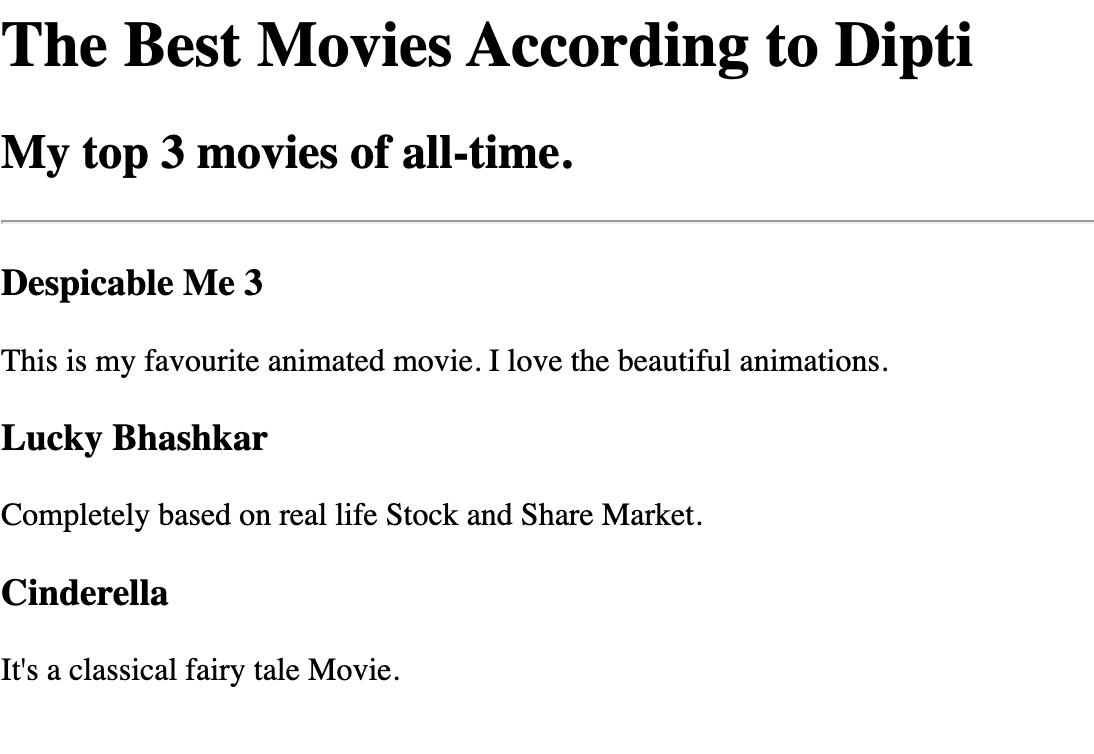 The Best Movies According to Dipti
My top 3 movies of all-time.
Despicable Me 3
This is my favourite animated movie. I love the beautiful animations.
Lucky Bhashkar
Completely based on real life Stock and Share Market.
Cinderella
It's a classical fairy tale Movie.